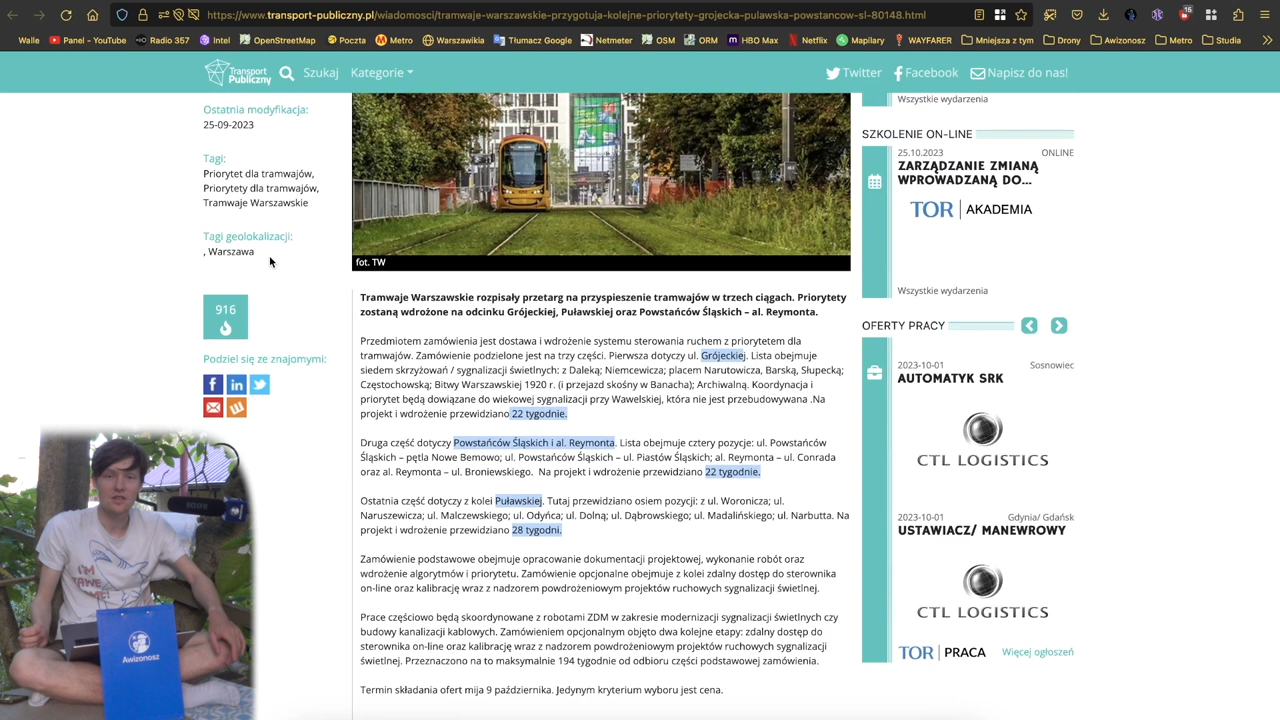 https://www.transport-publiczny.pl/wiadomosci/tramwaje-warszawskie-przygotuja-kolejne-priorytety-grojecka-pulawska-powstancow-sl-80148.html
15
Walle Panel - YouTube Radio 357 Intel OpenStreetMap Poczta Metro Warszawikia Tłumacz Google Netmeter OSM ORM HBO Max Netflix Mapilary WAYFARER Mniejsza z tym Drony Awizonosz Metro Studia
Transport
Publiczny
Szukaj
Kategorie
Twitter
Facebook
Napisz do nas!
Ostatnia modyfikacja:
25-09-2023
Tagi:
Priorytet dla tramwajów,
Priorytety dla tramwajów,
Tramwaje Warszawskie
Tagi geolokalizacji:
, Warszawa
916
Podziel się ze znajomymi:
fot. TW
Tramwaje Warszawskie rozpisały przetarg na przyspieszenie tramwajów w trzech ciągach. Priorytety
zostaną wdrożone na odcinku Grójeckiej, Puławskiej oraz Powstańców Śląskich – al. Reymonta.
Przedmiotem zamówienia jest dostawa i wdrożenie systemu sterowania ruchem z priorytetem dla
tramwajów. Zamówienie podzielone jest na trzy części. Pierwsza dotyczy ul. Grójeckiej. Lista obejmuje
siedem skrzyżowań / sygnalizacji świetlnych: z Daleką; Niemcewicza; placem Narutowicza, Barską, Słupecką;
Częstochowską; Bitwy Warszawskiej 1920 r. (i przejazd skośny w Banacha); Archiwalną. Koordynacja i
priorytet będą dowiązane do wiekowej sygnalizacji przy Wawelskiej, która nie jest przebudowywana .Na
projekt i wdrożenie przewidziano 22 tygodnie.
Druga część dotyczy Powstańców Śląskich i al. Reymonta. Lista obejmuje cztery pozycje: ul. Powstańców
Śląskich – pętla Nowe Bemowo; ul. Powstańców Śląskich – ul. Piastów Śląskich; al. Reymonta – ul. Conrada
oraz al. Reymonta – ul. Broniewskiego.  Na projekt i wdrożenie przewidziano 22 tygodnie.
Ostatnia część dotyczy z kolei Puławskiej. Tutaj przewidziano osiem pozycji: z ul. Woronicza; ul.
Naruszewicza; ul. Malczewskiego; ul. Odyńca; ul. Dolną; ul. Dąbrowskiego; ul. Madalińskiego; ul. Narbutta. Na
projekt i wdrożenie przewidziano 28 tygodni.
Zamówienie podstawowe obejmuje opracowanie dokumentacji projektowej, wykonanie robót oraz
wdrożenie algorytmów i priorytetu. Zamówienie opcjonalne obejmuje z kolei zdalny dostęp do sterownika
on-line oraz kalibrację wraz z nadzorem powdrożeniowym projektów ruchowych sygnalizacji świetlnej.
Prace częściowo będą skoordynowane z robotami ZDM w zakresie modernizacji sygnalizacji świetlnych czy
budowy kanalizacji kablowych. Zamówieniem opcjonalnym objęto dwa kolejne etapy: zdalny dostęp do
sterownika on-line oraz kalibrację wraz z nadzorem powdrożeniowym projektów ruchowych sygnalizacji
świetlnej. Przeznaczono na to maksymalnie 194 tygodnie od odbioru części podstawowej zamówienia.
Termin składania ofert mija 9 października. Jedynym kryterium wyboru jest cena.
Wszystkie wydarzenia
SZKOLENIE ON-LINE
25.10.2023 ONLINE
ZARZĄDZANIE ZMIANĄ
WPROWADZANĄ DO...
TOR | AKADEMIA
Wszystkie wydarzenia
OFERTY PRACY
2023-10-01 Sosnowiec
AUTOMATYK SRK
CTL LOGISTICS
2023-10-01 Gdynia/ Gdańsk
USTAWIACZ/ MANEWROWY
CTL LOGISTICS
TOR | PRACA Więcej ogłoszeń
Awizonosz